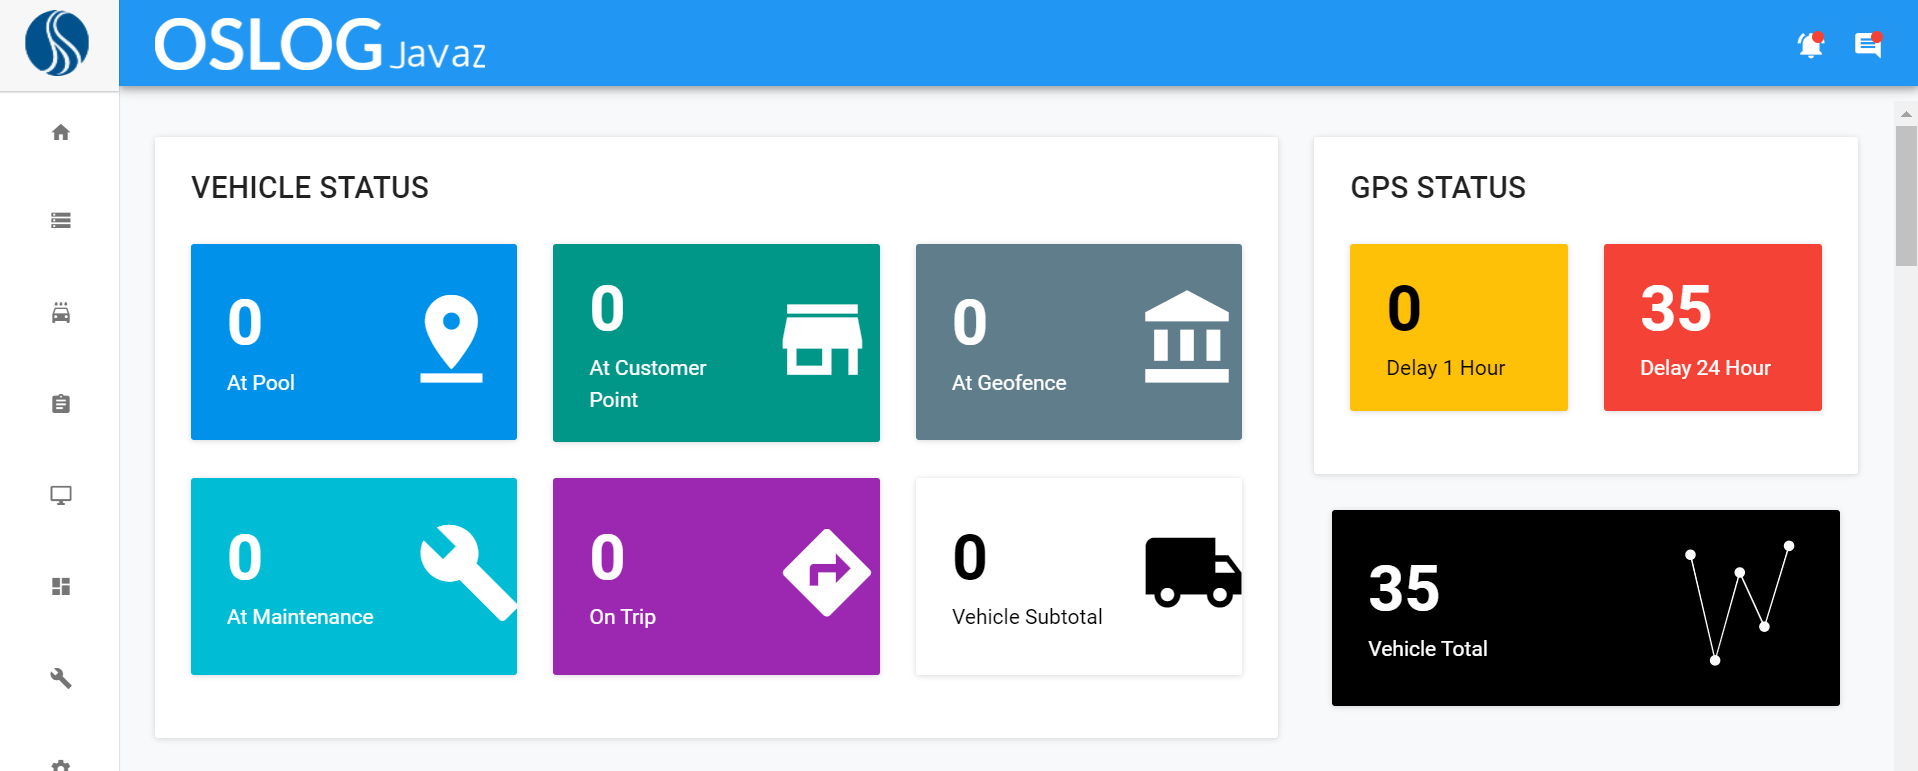 OSLOG Javaz
VEHICLE STATUS
0
At Pool
0
At Customer
Point
0
At Geofence
0
At Maintenance
0
On Trip
0
Vehicle Subtotal
GPS STATUS
0
Delay 1 Hour
35
Delay 24 Hour
35
Vehicle Total